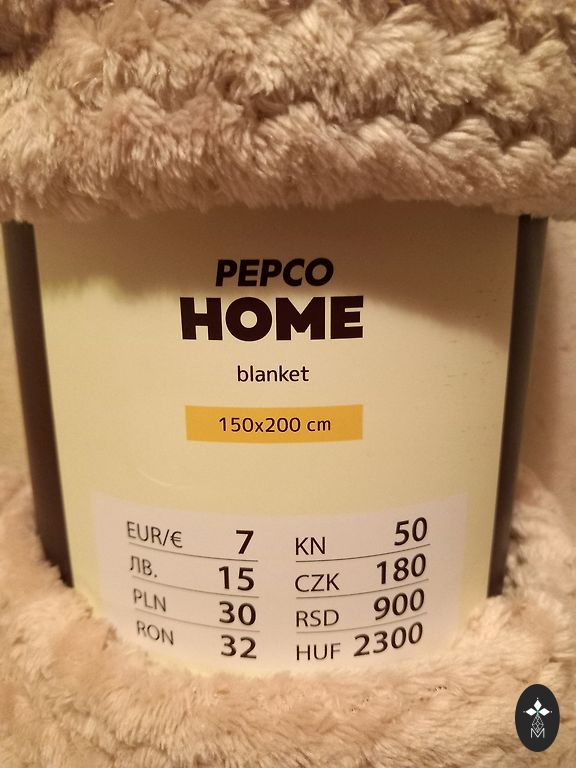 PEPCO
HOME
blanket
150x200 cm
EUR/€ 7
ЛВ. 15
PLN 30
RON 32
KN 50
CZK 180
RSD 900
HUF 2300
M